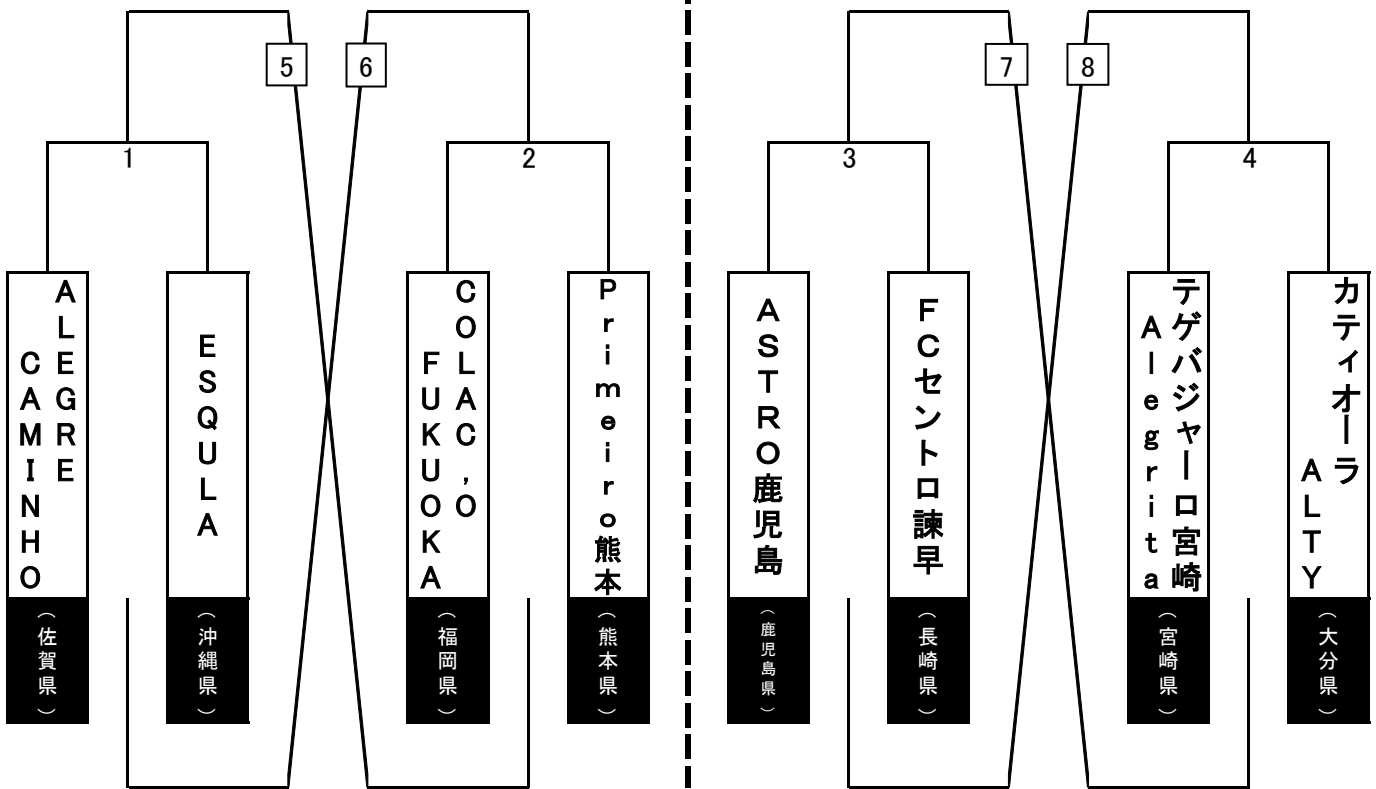 5
6
7
8
1
2
3
4
ALEGRE
CAMINHO
(佐賀県)
ESQULA
(沖縄県)
COLAC,O
FUKUOKA
(福岡県)
Primeiro熊本
(熊本県)
ASTRO鹿児島
(鹿児島県)
FCセントロ諫早
(長崎県)
テゲバジャーロ宮崎
Alegrita
(宮崎県)
カティオーラ
ALTY
(大分県)